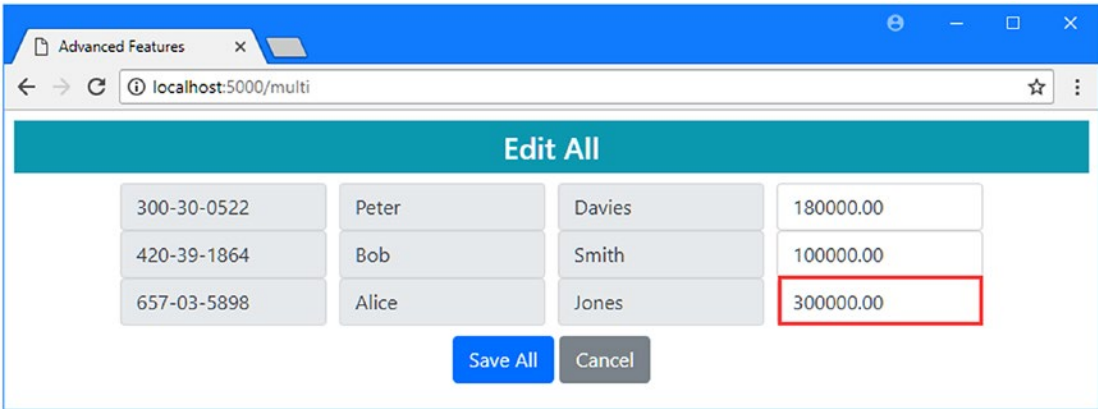 Advanced Features
localhost:5000/multi
Edit All
300-30-0522 Peter Davies 180000.00
420-39-1864 Bob Smith 100000.00
657-03-5898 Alice Jones 300000.00
Save All Cancel